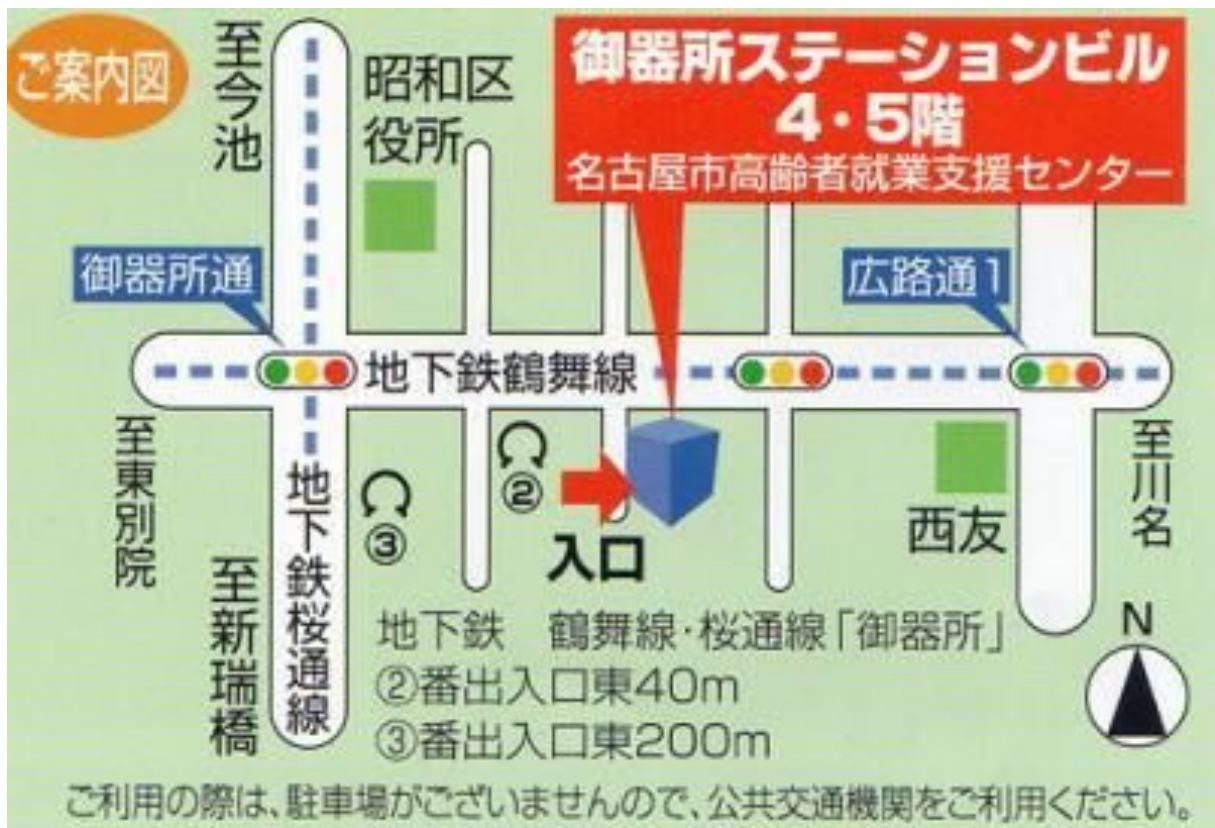 ご案内図
至今池
昭和区
役所
御器所ステーションビル
4・5階
名古屋市高齢者就業支援センター
御器所通
広路通1
地下鉄鶴舞線
至東別院
地下鉄桜通線
至新瑞橋
③
②
入口
西友
至川名
N
地下鉄 鶴舞線・桜通線「御器所」
②番出入口東40m
③番出入口東200m
ご利用の際は、駐車場がございませんので、公共交通機関をご利用ください。